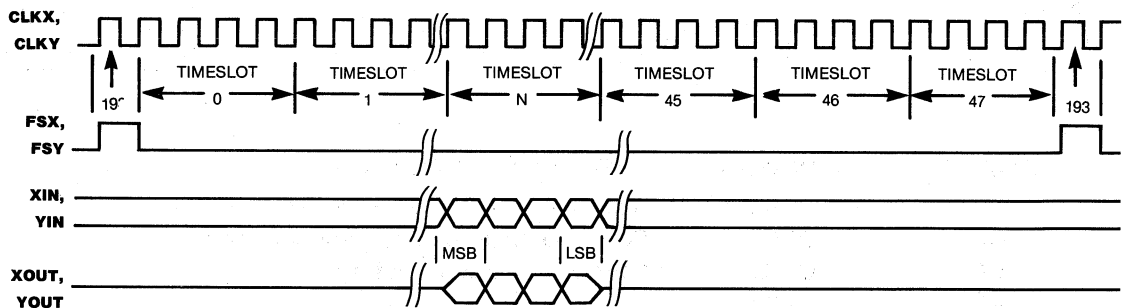 CLKX,
CLKY
TIMESLOT TIMESLOT TIMESLOT TIMESLOT TIMESLOT TIMESLOT
0 1 N 45 46 47 193
FSX,
FSY
XIN,
YIN
MSB LSB
XOUT,
YOUT